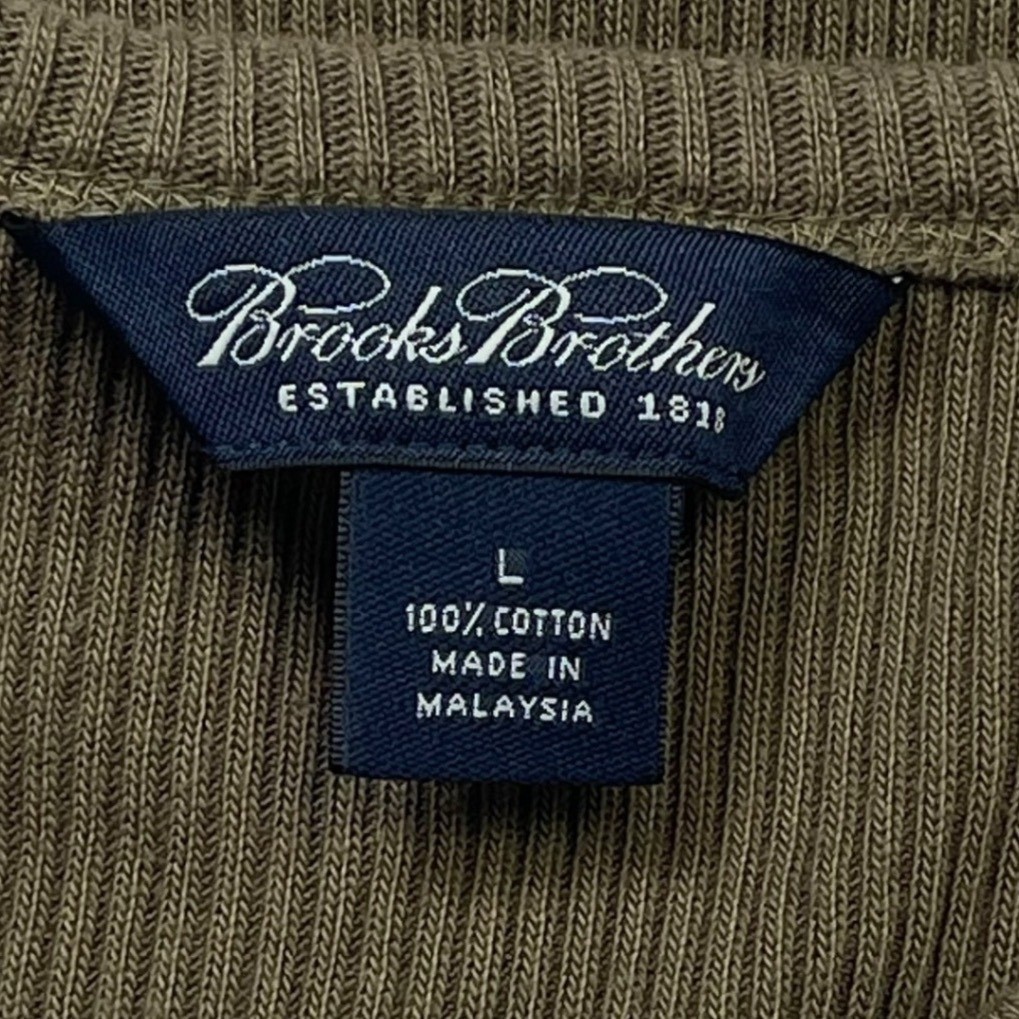 Brooks Brothers
ESTABLISHED 1818
L
100% COTTON
MADE IN
MALAYSIA